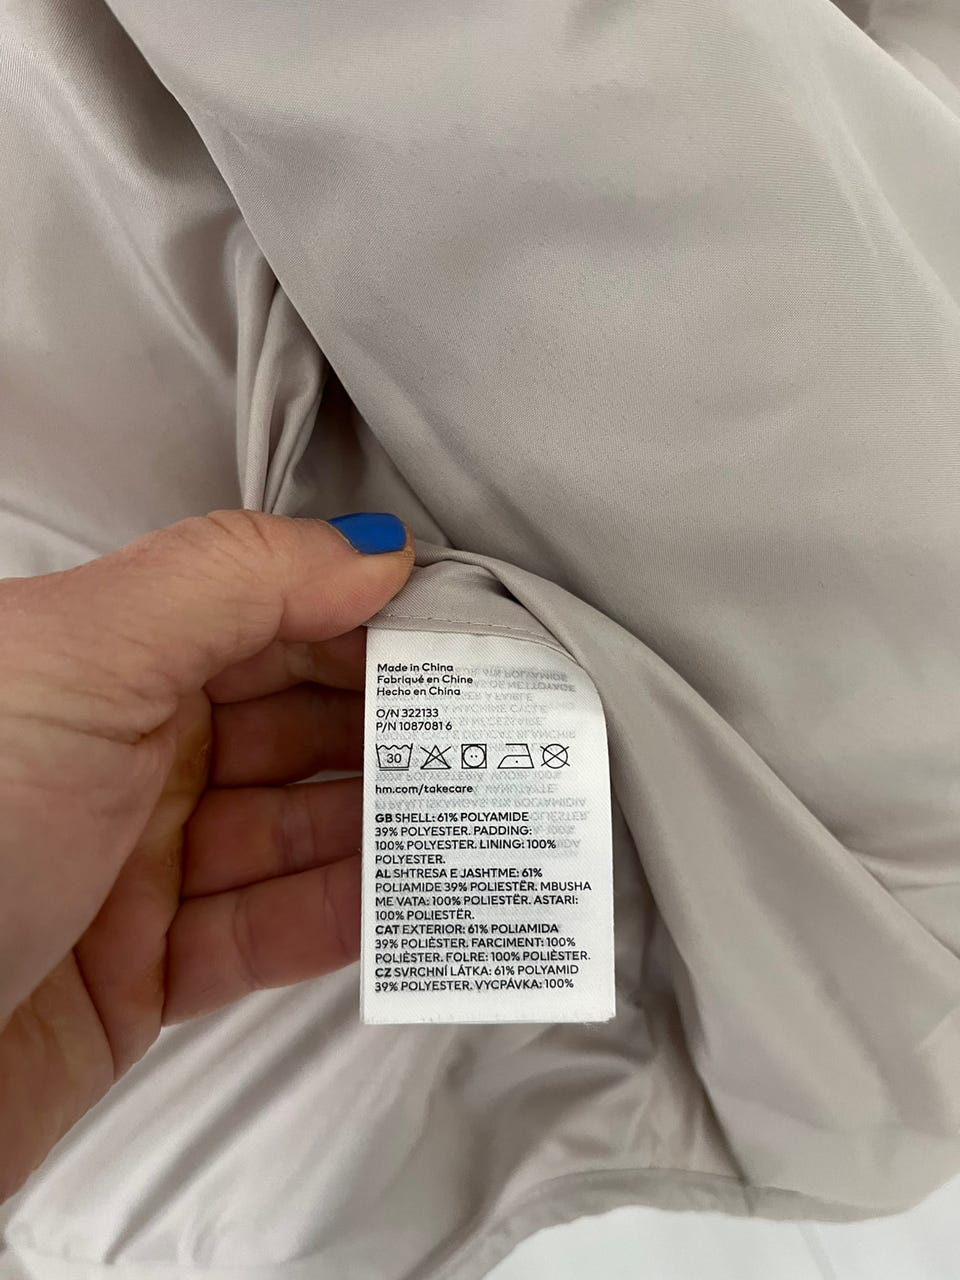 Made in China
Fabriqué en Chine
Hecho en China
O/N 322133
P/N 1087081 6
30
hm.com/takecare
GB SHELL: 61% POLYAMIDE
39% POLYESTER. PADDING:
100% POLYESTER. LINING: 100%
POLYESTER.
AL SHTRESA E JASHTME: 61%
POLIAMIDE 39% POLIESTËR. MBUSHA
ME VATA: 100% POLIESTËR. ASTARI:
100% POLIESTËR.
CAT EXTERIOR: 61% POLIAMIDA
39% POLIÈSTER. FARCIMENT: 100%
POLIÈSTER. FOLRE: 100% POLIÈSTER.
CZ SVRCHNÍ LÁTKA: 61% POLYAMID
39% POLYESTER. VYCPÁVKA: 100%